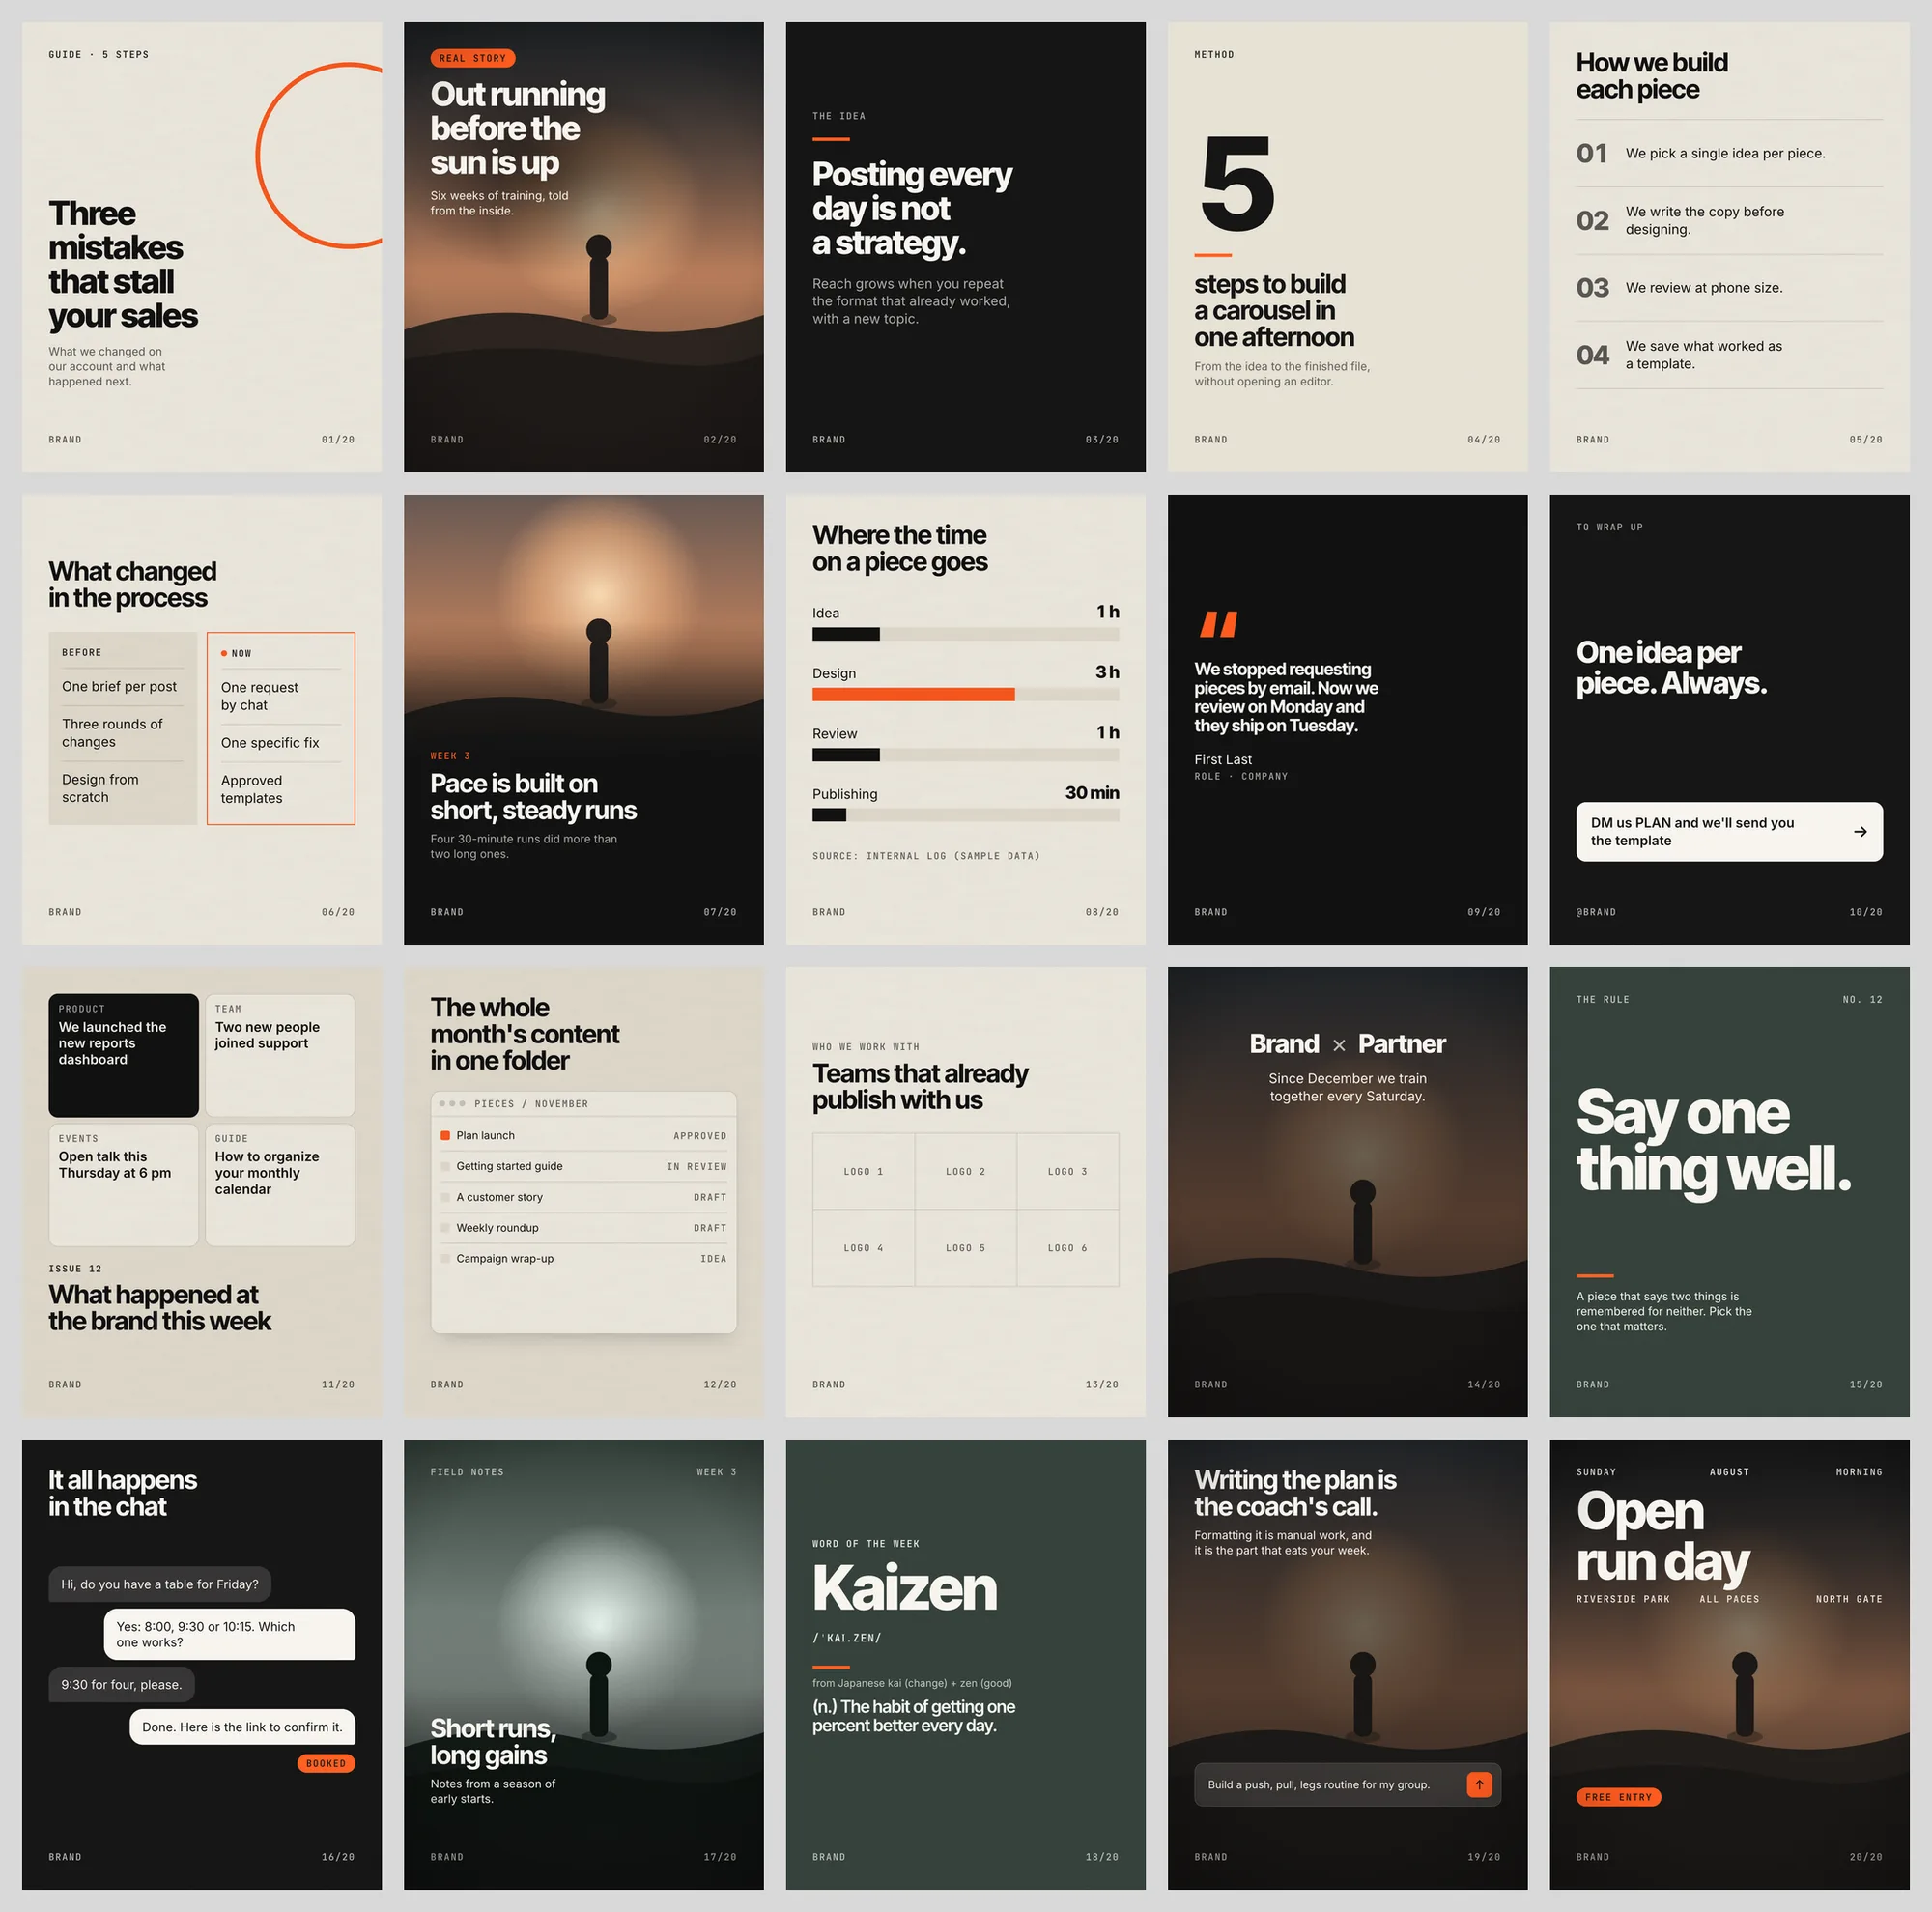 GUIDE · 5 STEPS
Three
mistakes
that stall
your sales
What we changed on
our account and what
happened next.
BRAND
01/20
REAL STORY
Out running
before the
sun is up
Six weeks of training, told
from the inside.
BRAND
02/20
THE IDEA
Posting every
day is not
a strategy.
Reach grows when you repeat
the format that already worked,
with a new topic.
BRAND
03/20
METHOD
5
steps to build
a carousel in
one afternoon
From the idea to the finished file,
without opening an editor.
BRAND
04/20
How we build
each piece
01 We pick a single idea per piece.
02 We write the copy before
designing.
03 We review at phone size.
04 We save what worked as
a template.
BRAND
05/20
What changed
in the process
BEFORE
One brief per post
Three rounds of
changes
Design from
scratch
NOW
One request
by chat
One specific fix
Approved
templates
BRAND
06/20
WEEK 3
Pace is built on
short, steady runs
Four 30-minute runs did more than
two long ones.
BRAND
07/20
Where the time
on a piece goes
Idea 1 h
Design 3 h
Review 1 h
Publishing 30 min
SOURCE: INTERNAL LOG (SAMPLE DATA)
BRAND
08/20
“
We stopped requesting
pieces by email. Now we
review on Monday and
they ship on Tuesday.
First Last
ROLE · COMPANY
BRAND
09/20
TO WRAP UP
One idea per
piece. Always.
DM us PLAN and we'll send you
the template →
@BRAND
10/20
PRODUCT
We launched the
new reports
dashboard
TEAM
Two new people
joined support
EVENTS
Open talk this
Thursday at 6 pm
GUIDE
How to organize
your monthly
calendar
ISSUE 12
What happened at
the brand this week
BRAND
11/20
The whole
month's content
in one folder
PIECES / NOVEMBER
Plan launch APPROVED
Getting started guide IN REVIEW
A customer story DRAFT
Weekly roundup DRAFT
Campaign wrap-up IDEA
BRAND
12/20
WHO WE WORK WITH
Teams that already
publish with us
LOGO 1 LOGO 2 LOGO 3
LOGO 4 LOGO 5 LOGO 6
BRAND
13/20
Brand × Partner
Since December we train
together every Saturday.
BRAND
14/20
THE RULE
NO. 12
Say one
thing well.
A piece that says two things is
remembered for neither. Pick the
one that matters.
BRAND
15/20
It all happens
in the chat
Hi, do you have a table for Friday?
Yes: 8:00, 9:30 or 10:15. Which
one works?
9:30 for four, please.
Done. Here is the link to confirm it.
BOOKED
BRAND
16/20
FIELD NOTES
WEEK 3
Short runs,
long gains
Notes from a season of
early starts.
BRAND
17/20
WORD OF THE WEEK
Kaizen
/ˈKAI.ZEN/
from Japanese kai (change) + zen (good)
(n.) The habit of getting one
percent better every day.
BRAND
18/20
Writing the plan is
the coach's call.
Formatting it is manual work, and
it is the part that eats your week.
Build a push, pull, legs routine for my group. ↑
BRAND
19/20
SUNDAY AUGUST MORNING
Open
run day
RIVERSIDE PARK ALL PACES NORTH GATE
FREE ENTRY
BRAND
20/20